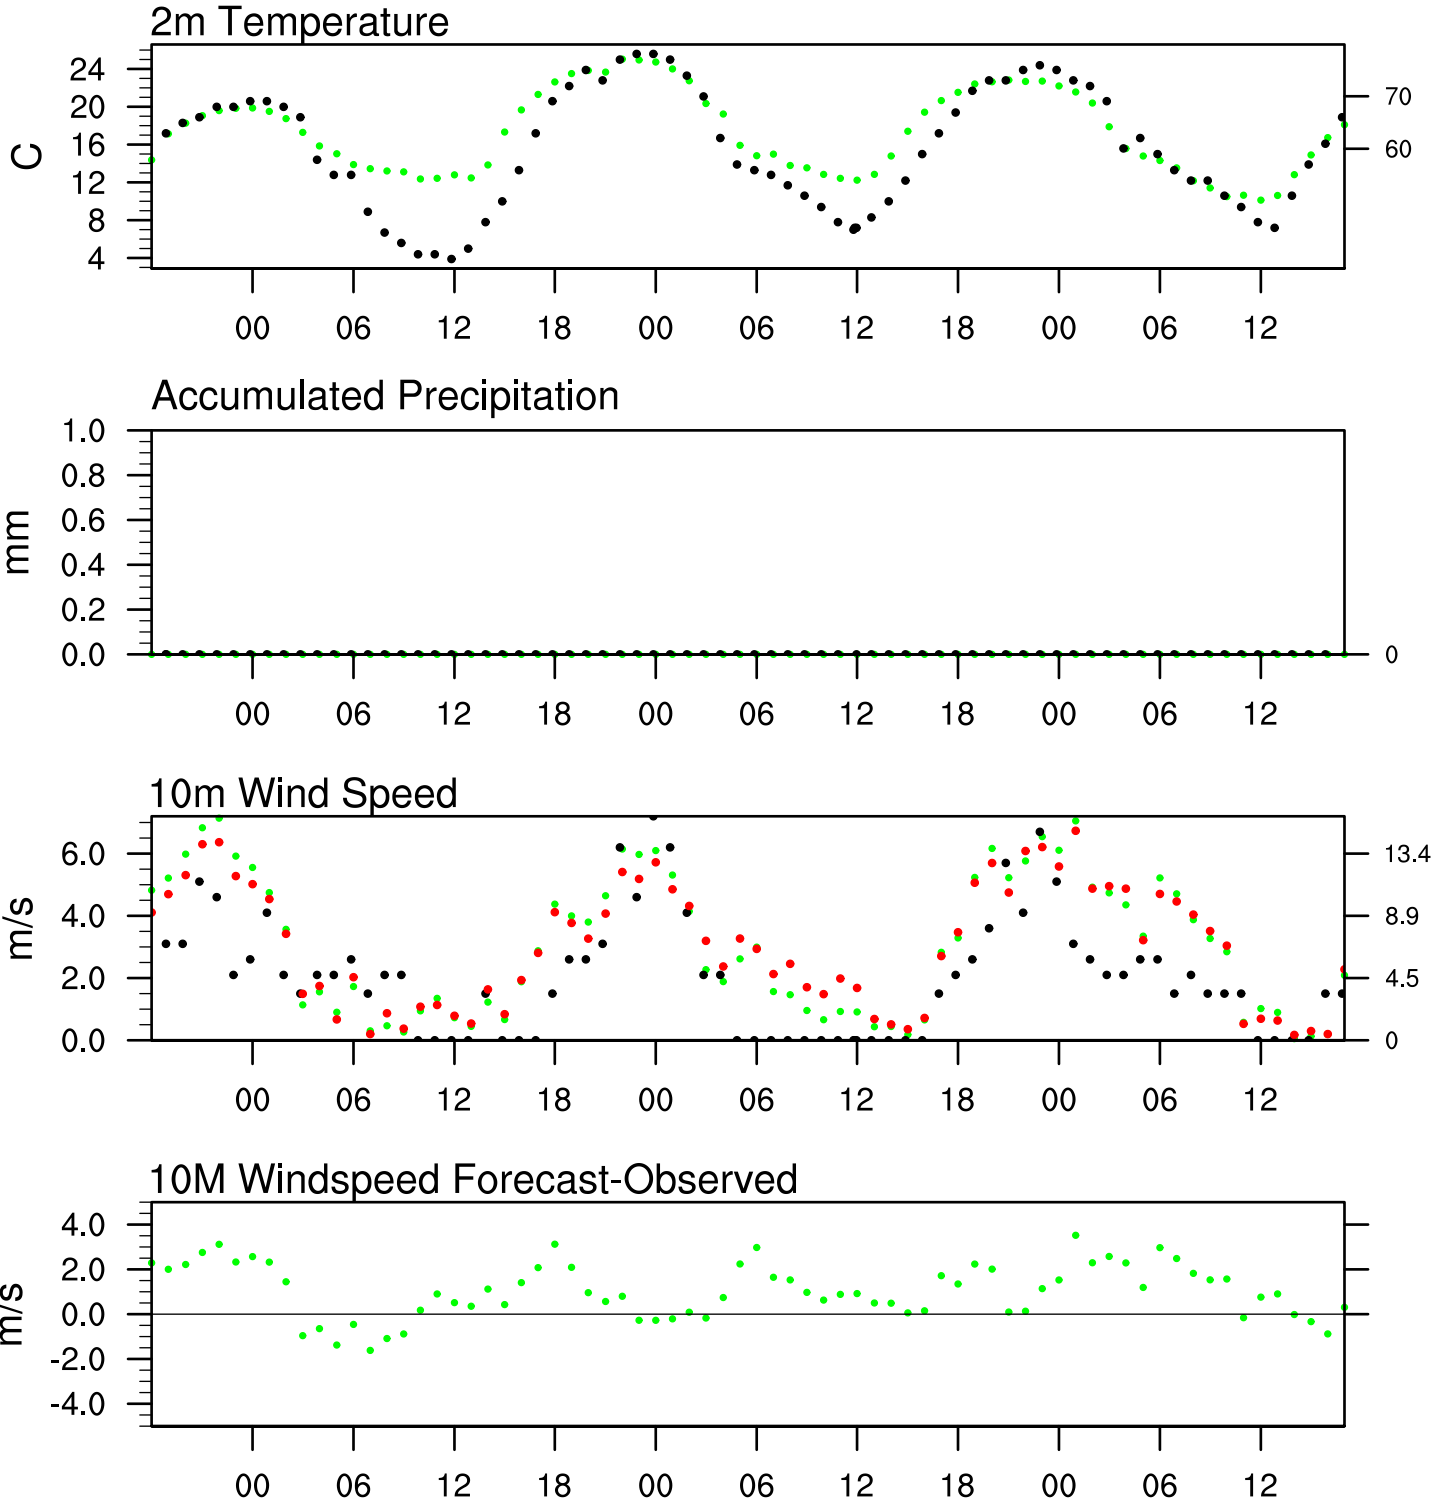 2m Temperature
24
20
16
12
8
4
C
70
60
00 06 12 18 00 06 12 18 00 06 12
Accumulated Precipitation
1.0
0.8
0.6
0.4
0.2
0.0
mm
0
00 06 12 18 00 06 12 18 00 06 12
10m Wind Speed
6.0
4.0
2.0
0.0
m/s
13.4
8.9
4.5
0
00 06 12 18 00 06 12 18 00 06 12
10M Windspeed Forecast-Observed
4.0
2.0
0.0
-2.0
-4.0
m/s
00 06 12 18 00 06 12 18 00 06 12